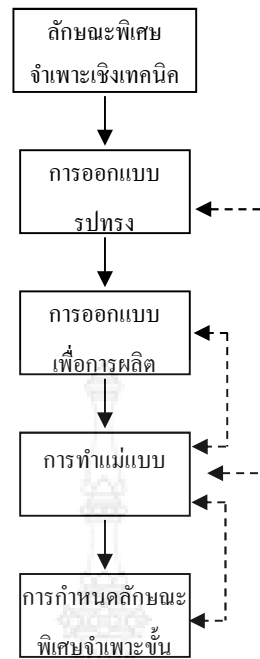 ลักษณะพิเศษ
จำเพาะเชิงเทคนิค
การออกแบบ
รปทรง
การออกแบบ
เพื่อการผลิต
การทำแม่แบบ
การกำหนดลักษณะ
พิเศษจำเพาะขั้น